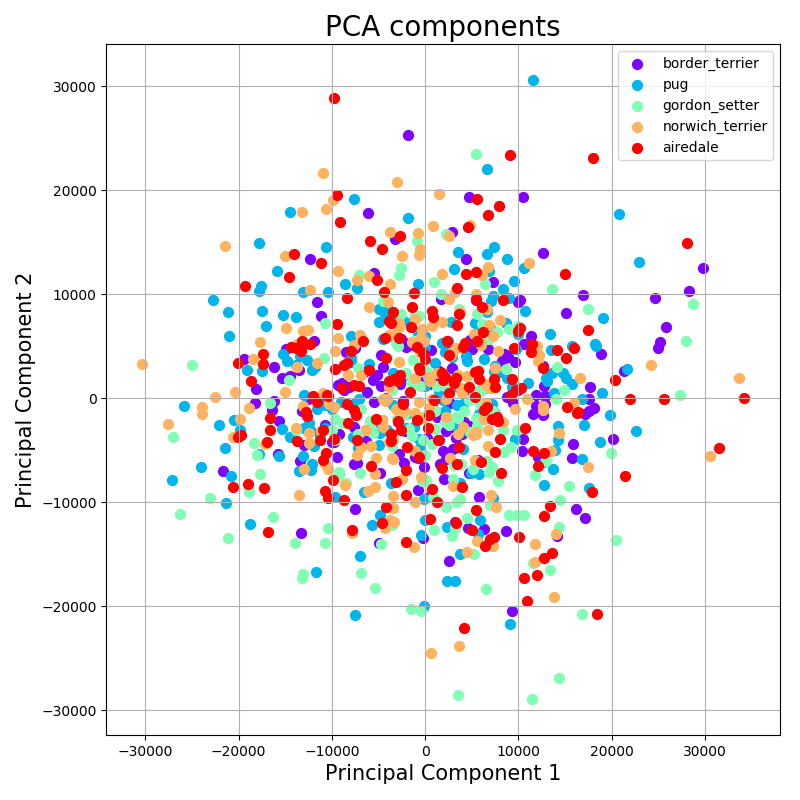 PCA components
border_terrier
pug
gordon_setter
norwich_terrier
airedale
30000
20000
10000
0
−10000
−20000
−30000
Principal Component 2
−30000
−20000
−10000
0
10000
20000
30000
Principal Component 1